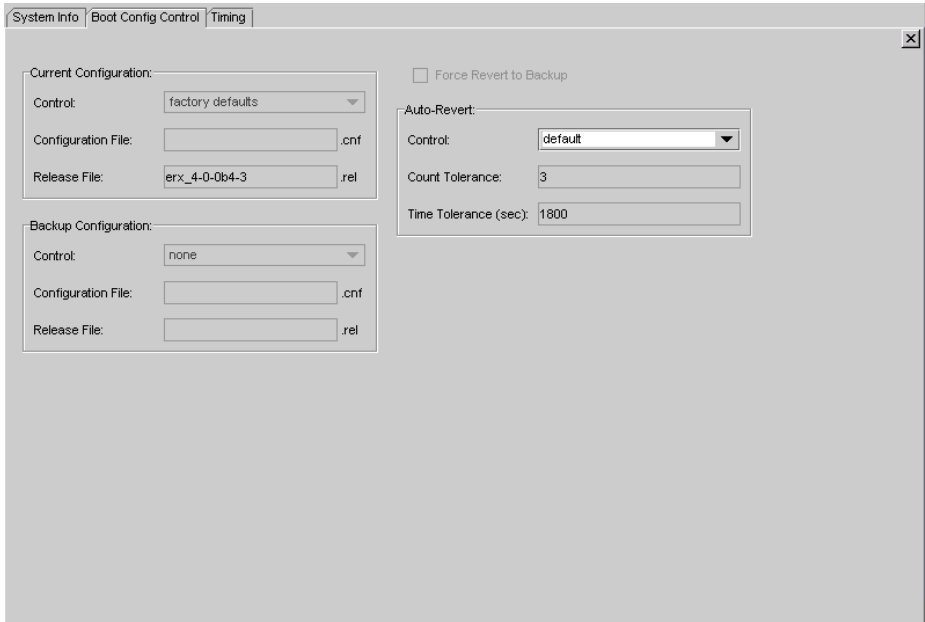 System Info Boot Config Control Timing
Current Configuration:
Control: factory defaults
Configuration File: .cnf
Release File: erx_4-0-0b4-3 .rel
Backup Configuration:
Control: none
Configuration File: .cnf
Release File: .rel
Force Revert to Backup
Auto-Revert:
Control: default
Count Tolerance: 3
Time Tolerance (sec): 1800